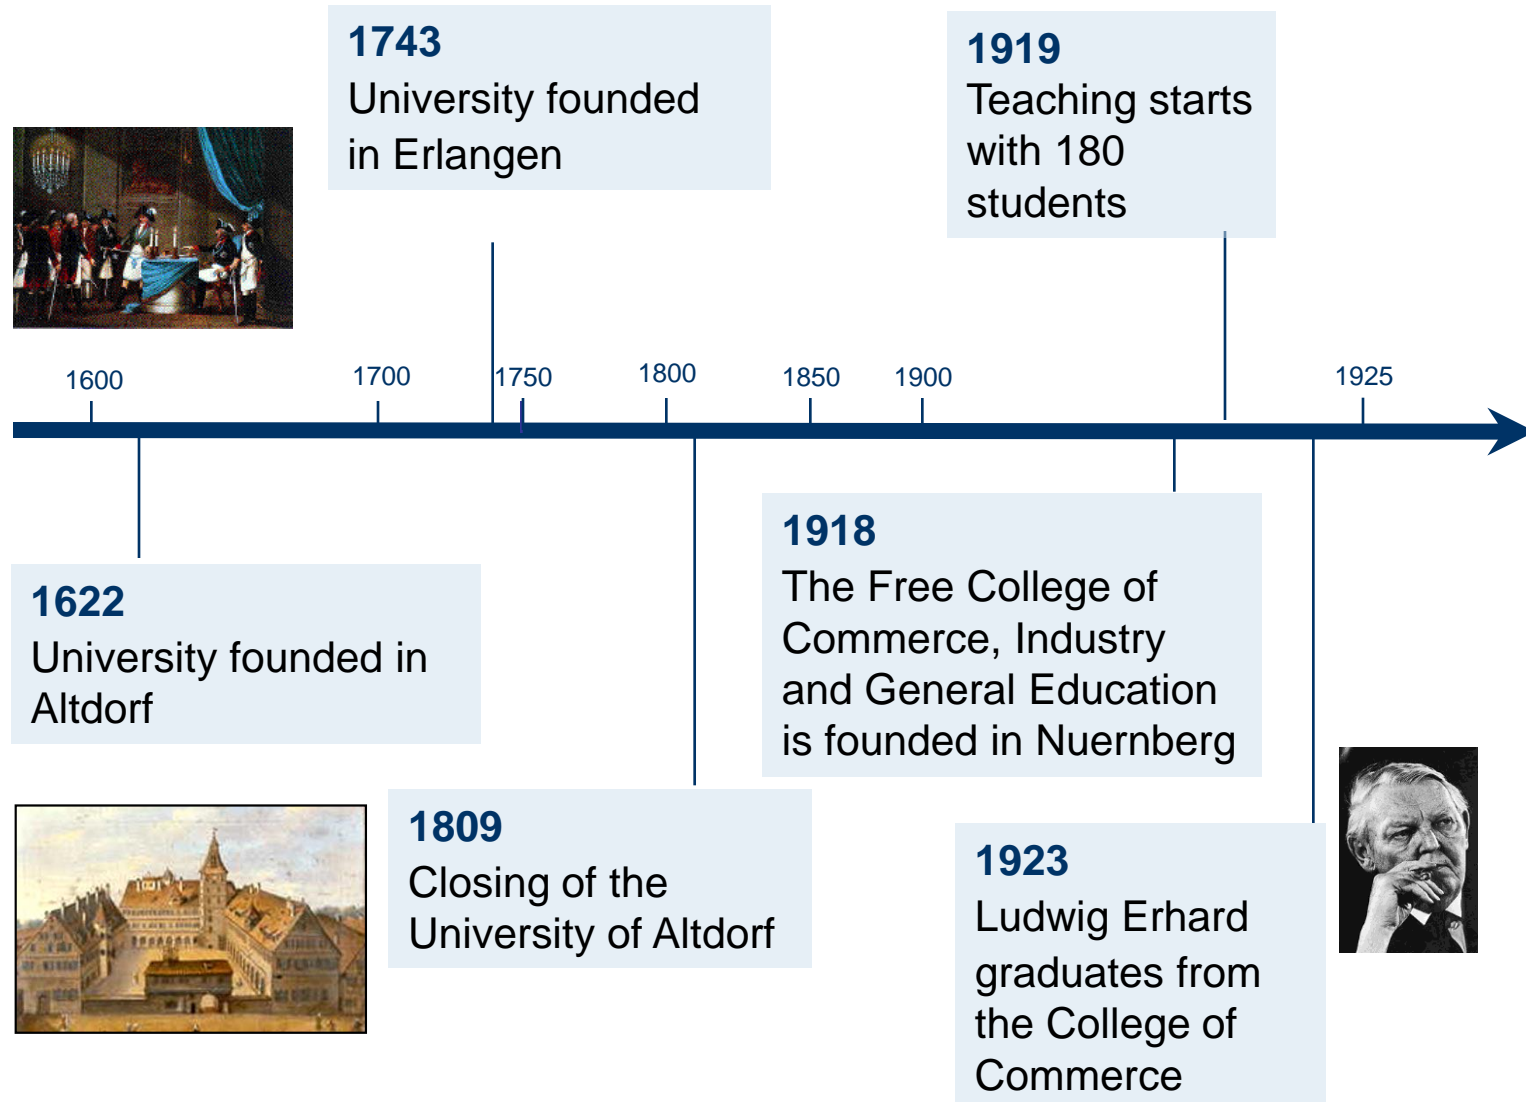 1743
University founded
in Erlangen
1919
Teaching starts
with 180
students
1600
1700
1750
1800
1850
1900
1925
1622
University founded in
Altdorf
1809
Closing of the
University of Altdorf
1918
The Free College of
Commerce, Industry
and General Education
is founded in Nuernberg
1923
Ludwig Erhard
graduates from
the College of
Commerce